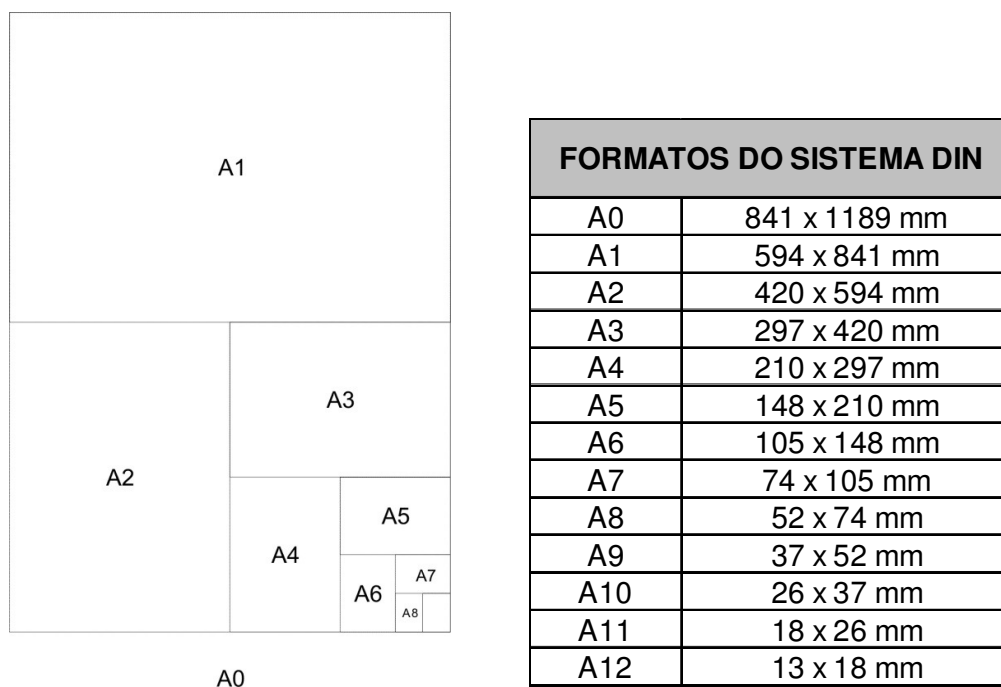 A1
A3
A2
A5
A4
A7
A6
A8
A0
FORMATOS DO SISTEMA DIN
A0 841 x 1189 mm
A1 594 x 841 mm
A2 420 x 594 mm
A3 297 x 420 mm
A4 210 x 297 mm
A5 148 x 210 mm
A6 105 x 148 mm
A7 74 x 105 mm
A8 52 x 74 mm
A9 37 x 52 mm
A10 26 x 37 mm
A11 18 x 26 mm
A12 13 x 18 mm